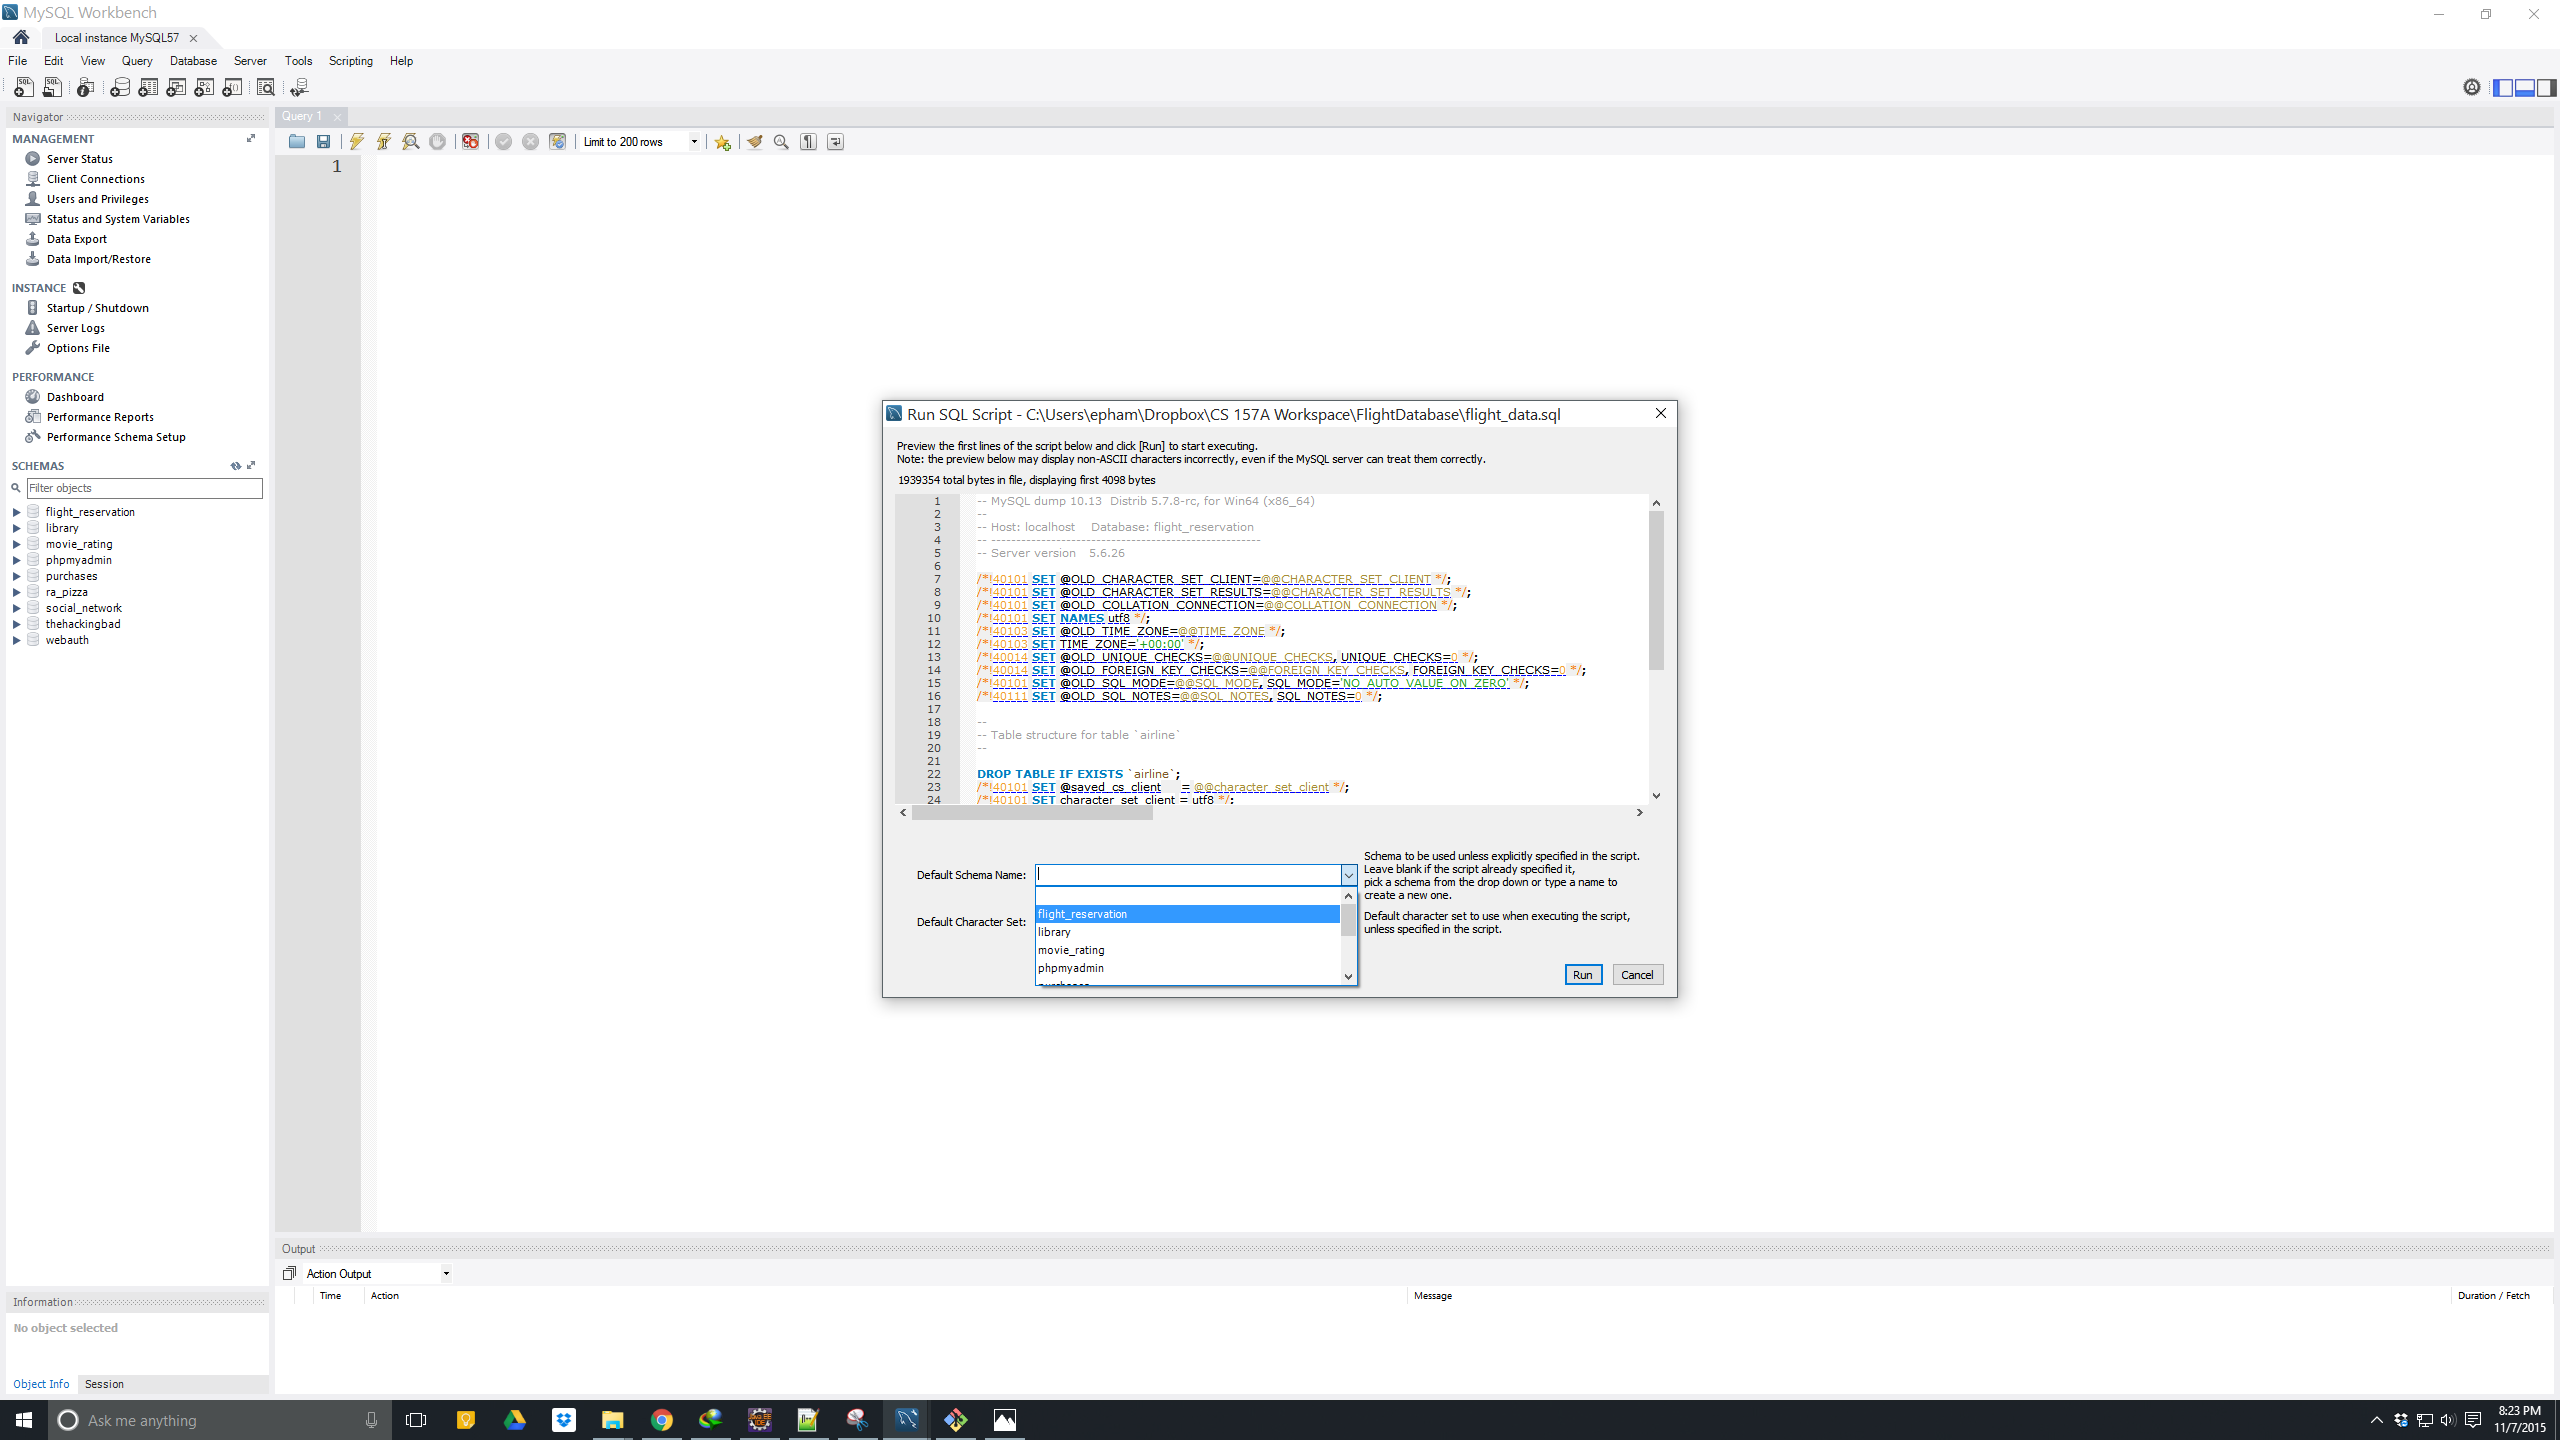 MySQL Workbench
Local instance MySQL57
File Edit View Query Database Server Tools Scripting Help
Navigator
MANAGEMENT
Server Status
Client Connections
Users and Privileges
Status and System Variables
Data Export
Data Import/Restore
INSTANCE
Startup / Shutdown
Server Logs
Options File
PERFORMANCE
Dashboard
Performance Reports
Performance Schema Setup
SCHEMAS
Filter objects
flight_reservation
library
movie_rating
phpmyadmin
purchases
ra_pizza
social_network
thehackingbad
webauth
Information
No object selected
Object Info Session
Query 1
Limit to 200 rows
1
Run SQL Script - C:\Users\epham\Dropbox\CS 157A Workspace\FlightDatabase\flight_data.sql
Preview the first lines of the script below and click [Run] to start executing.
Note: the preview below may display non-ASCII characters incorrectly, even if the MySQL server can treat them correctly.
1939354 total bytes in file, displaying first 4098 bytes
1 -- MySQL dump 10.13  Distrib 5.7.8-rc, for Win64 (x86_64)
2 --
3 -- Host: localhost    Database: flight_reservation
4 -- ------------------------------------------------------
5 -- Server version   5.6.26
6
7 /*!40101 SET @OLD_CHARACTER_SET_CLIENT=@@CHARACTER_SET_CLIENT */;
8 /*!40101 SET @OLD_CHARACTER_SET_RESULTS=@@CHARACTER_SET_RESULTS */;
9 /*!40101 SET @OLD_COLLATION_CONNECTION=@@COLLATION_CONNECTION */;
10 /*!40101 SET NAMES utf8 */;
11 /*!40103 SET @OLD_TIME_ZONE=@@TIME_ZONE */;
12 /*!40103 SET TIME_ZONE='+00:00' */;
13 /*!40014 SET @OLD_UNIQUE_CHECKS=@@UNIQUE_CHECKS, UNIQUE_CHECKS=0 */;
14 /*!40014 SET @OLD_FOREIGN_KEY_CHECKS=@@FOREIGN_KEY_CHECKS, FOREIGN_KEY_CHECKS=0 */;
15 /*!40101 SET @OLD_SQL_MODE=@@SQL_MODE, SQL_MODE='NO_AUTO_VALUE_ON_ZERO' */;
16 /*!40111 SET @OLD_SQL_NOTES=@@SQL_NOTES, SQL_NOTES=0 */;
17
18 --
19 -- Table structure for table `airline`
20 --
21
22 DROP TABLE IF EXISTS `airline`;
23 /*!40101 SET @saved_cs_client     = @@character_set_client */;
24 /*!40101 SET character_set_client = utf8 */;
Default Schema Name:
Schema to be used unless explicitly specified in the script.
Leave blank if the script already specified it,
pick a schema from the drop down or type a name to
create a new one.
flight_reservation
library
movie_rating
phpmyadmin
purchases
Default Character Set:
Default character set to use when executing the script,
unless specified in the script.
Run Cancel
Output
Action Output
Time Action Message Duration / Fetch
Ask me anything
8:23 PM
11/7/2015